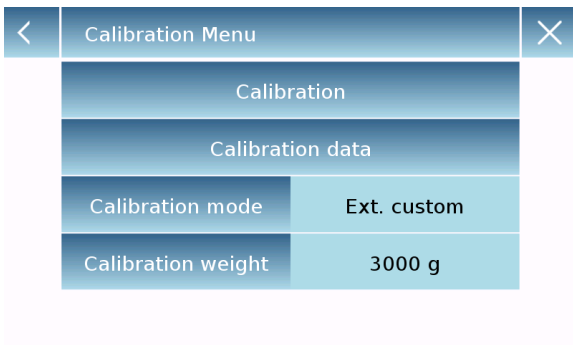 Calibration Menu
Calibration
Calibration data
Calibration mode Ext. custom
Calibration weight 3000 g